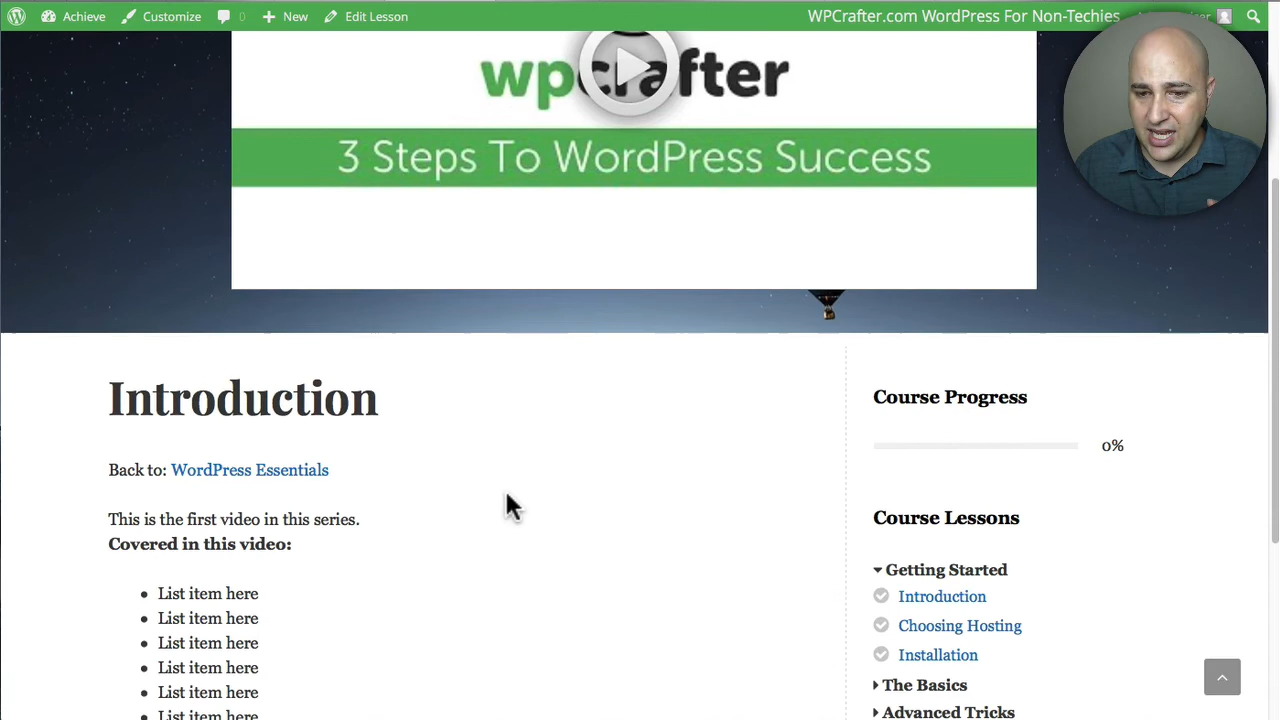 Achieve Customize 0 New Edit Lesson WPCrafter.com WordPress For Non-Techies
wpcrafter
3 Steps To WordPress Success
Introduction
Back to: WordPress Essentials
This is the first video in this series.
Covered in this video:
List item here
List item here
List item here
List item here
List item here
List item here
Course Progress
0%
Course Lessons
Getting Started
Introduction
Choosing Hosting
Installation
The Basics
Advanced Tricks